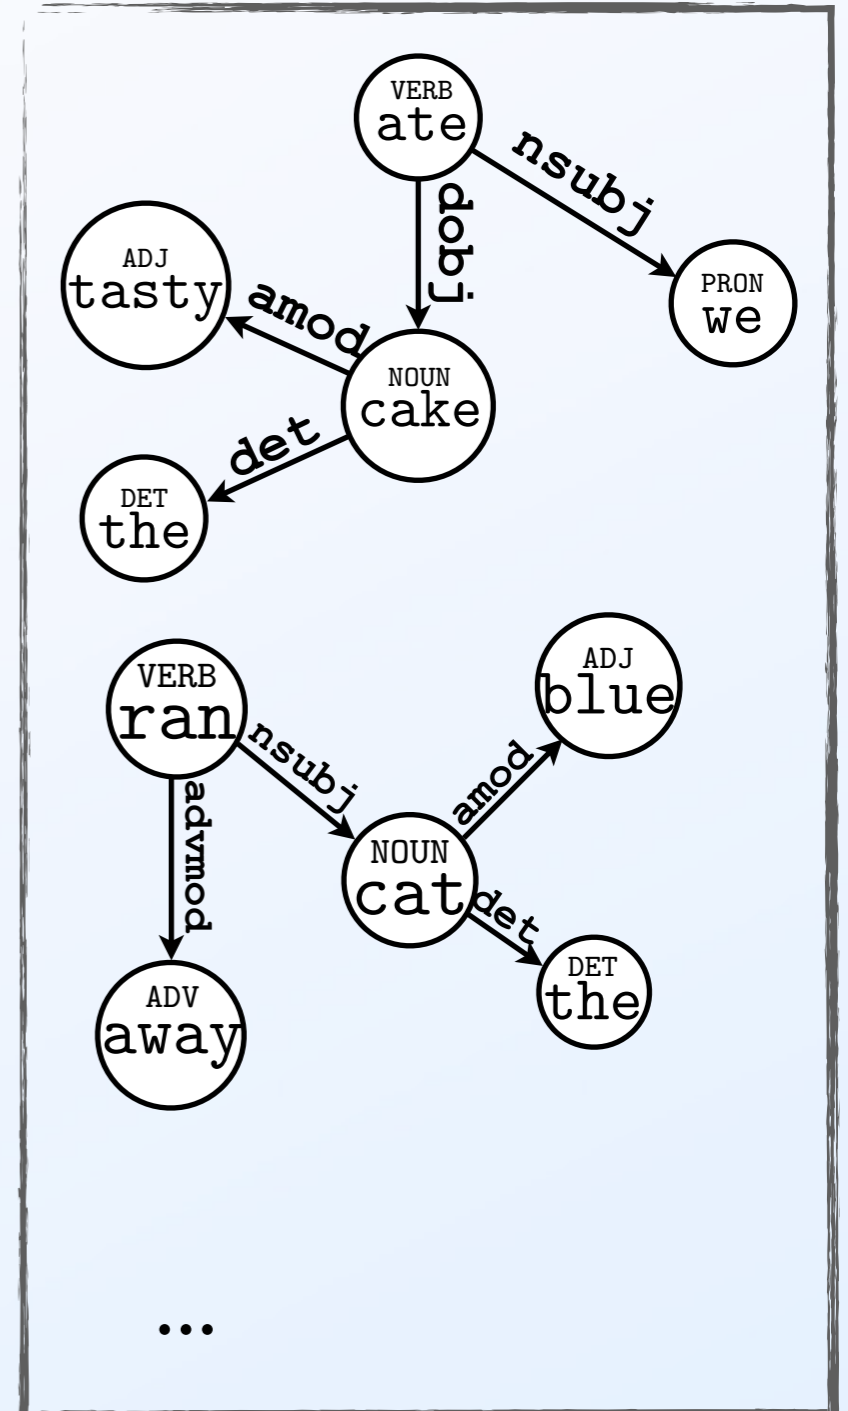 VERB
ate
nsubj
dobj
ADJ
tasty
amod
PRON
we
NOUN
cake
det
DET
the
VERB
ran
nsubj
ADJ
blue
amod
advmod
NOUN
cat
det
DET
the
ADV
away
...